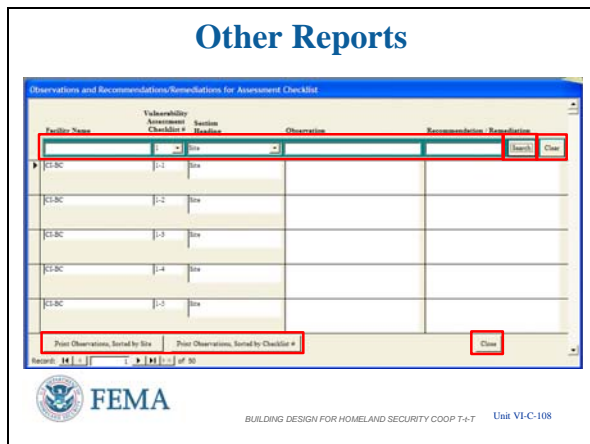 Other Reports
Observations and Recommendations/Remediations for Assessment Checklist
Facility Name Vulnerability Assessment Checklist # Section Heading Observation Recommendation / Remediation
1 Site Search Clear
CI-BC 1-1 Site
CI-BC 1-2 Site
CI-BC 1-3 Site
CI-BC 1-4 Site
CI-BC 1-5 Site
Print Observations, Sorted by Site Print Observations, Sorted by Checklist # Close
Record: 1 of 50
FEMA
BUILDING DESIGN FOR HOMELAND SECURITY COOP T-t-T Unit VI-C-108